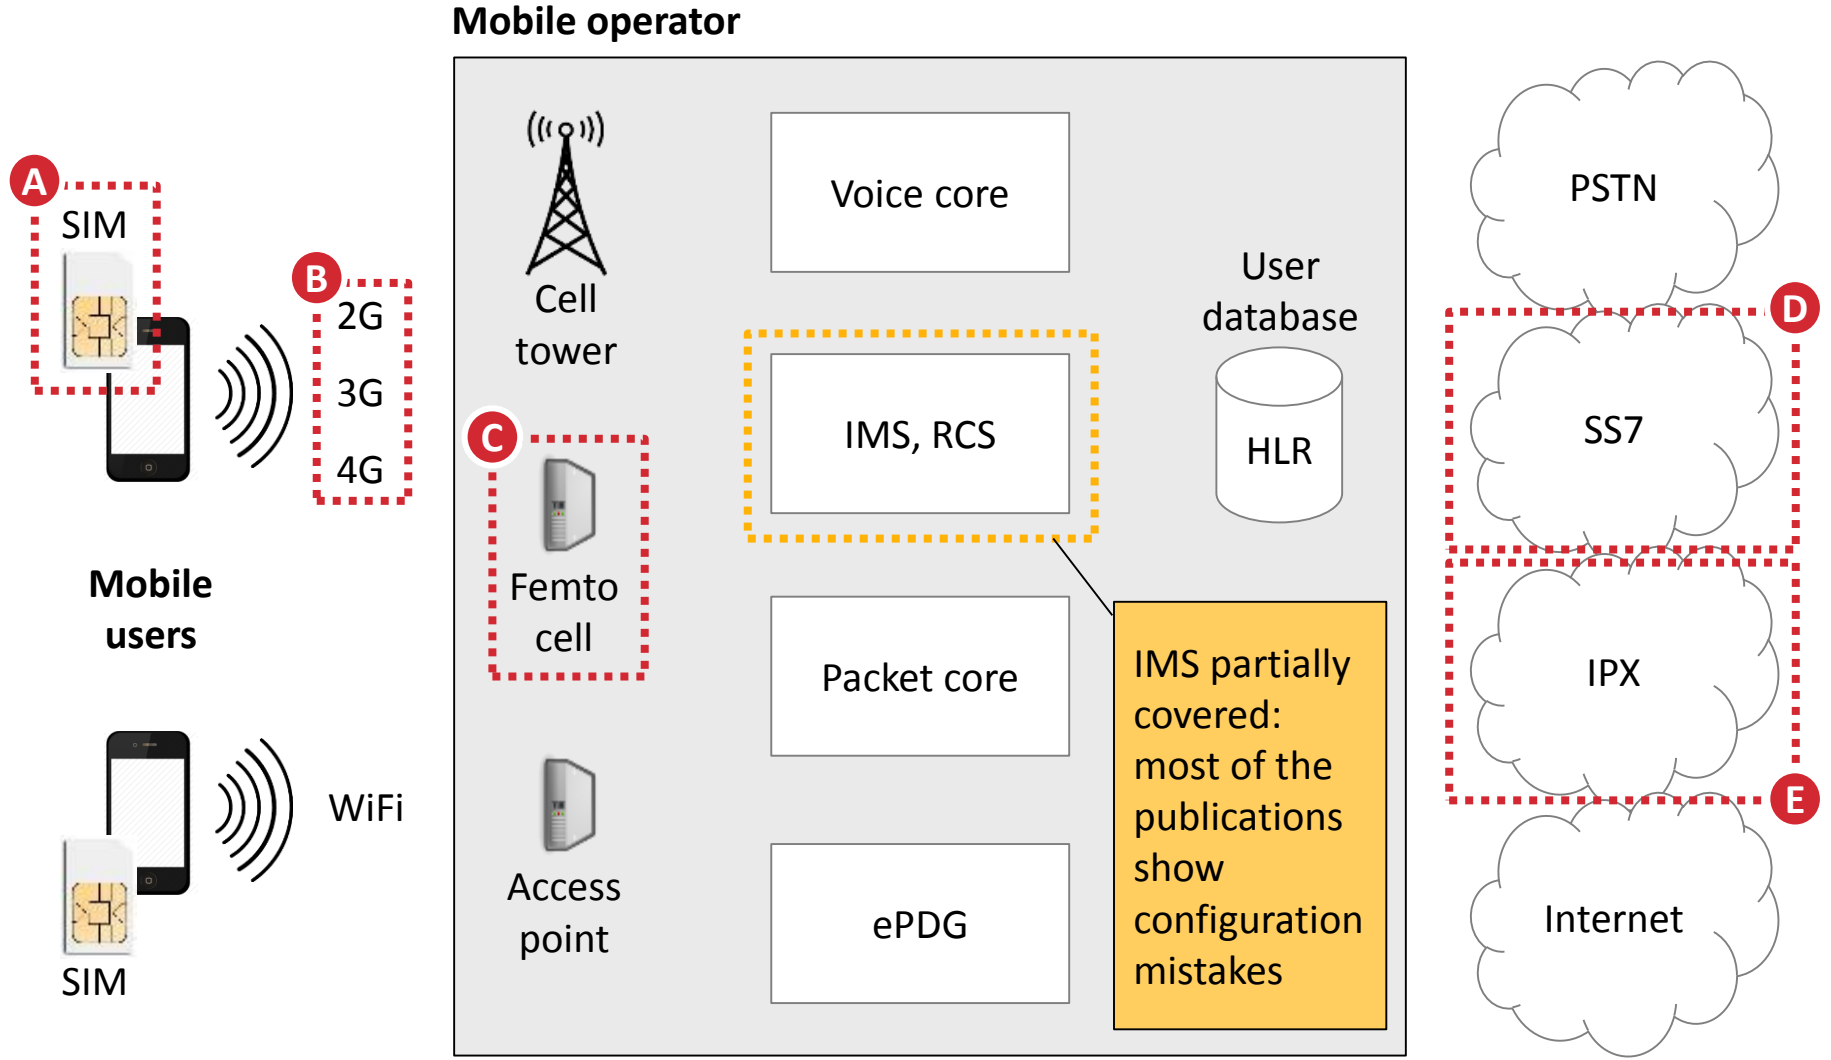 Mobile operator
A
SIM
B
2G
3G
4G
Mobile
users
WiFi
SIM
Cell
tower
C
Femto
cell
Access
point
Voice core
IMS, RCS
Packet core
ePDG
User
database
HLR
IMS partially
covered:
most of the
publications
show
configuration
mistakes
PSTN
D
SS7
IPX
E
Internet